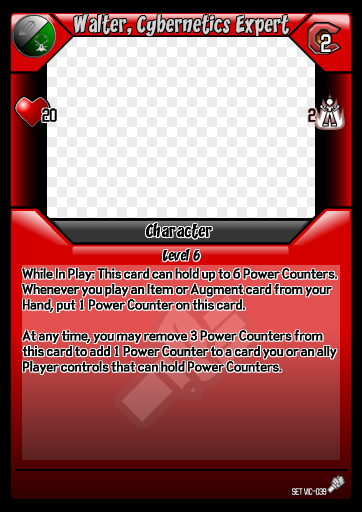 Walter, Cybernetics Expert
2
20
2
Character
Level 6
While In Play: This card can hold up to 6 Power Counters.
Whenever you play an Item or Augment card from your
Hand, put 1 Power Counter on this card.
At any time, you may remove 3 Power Counters from
this card to add 1 Power Counter to a card you or an ally
Player controls that can hold Power Counters.
SET VIC-039